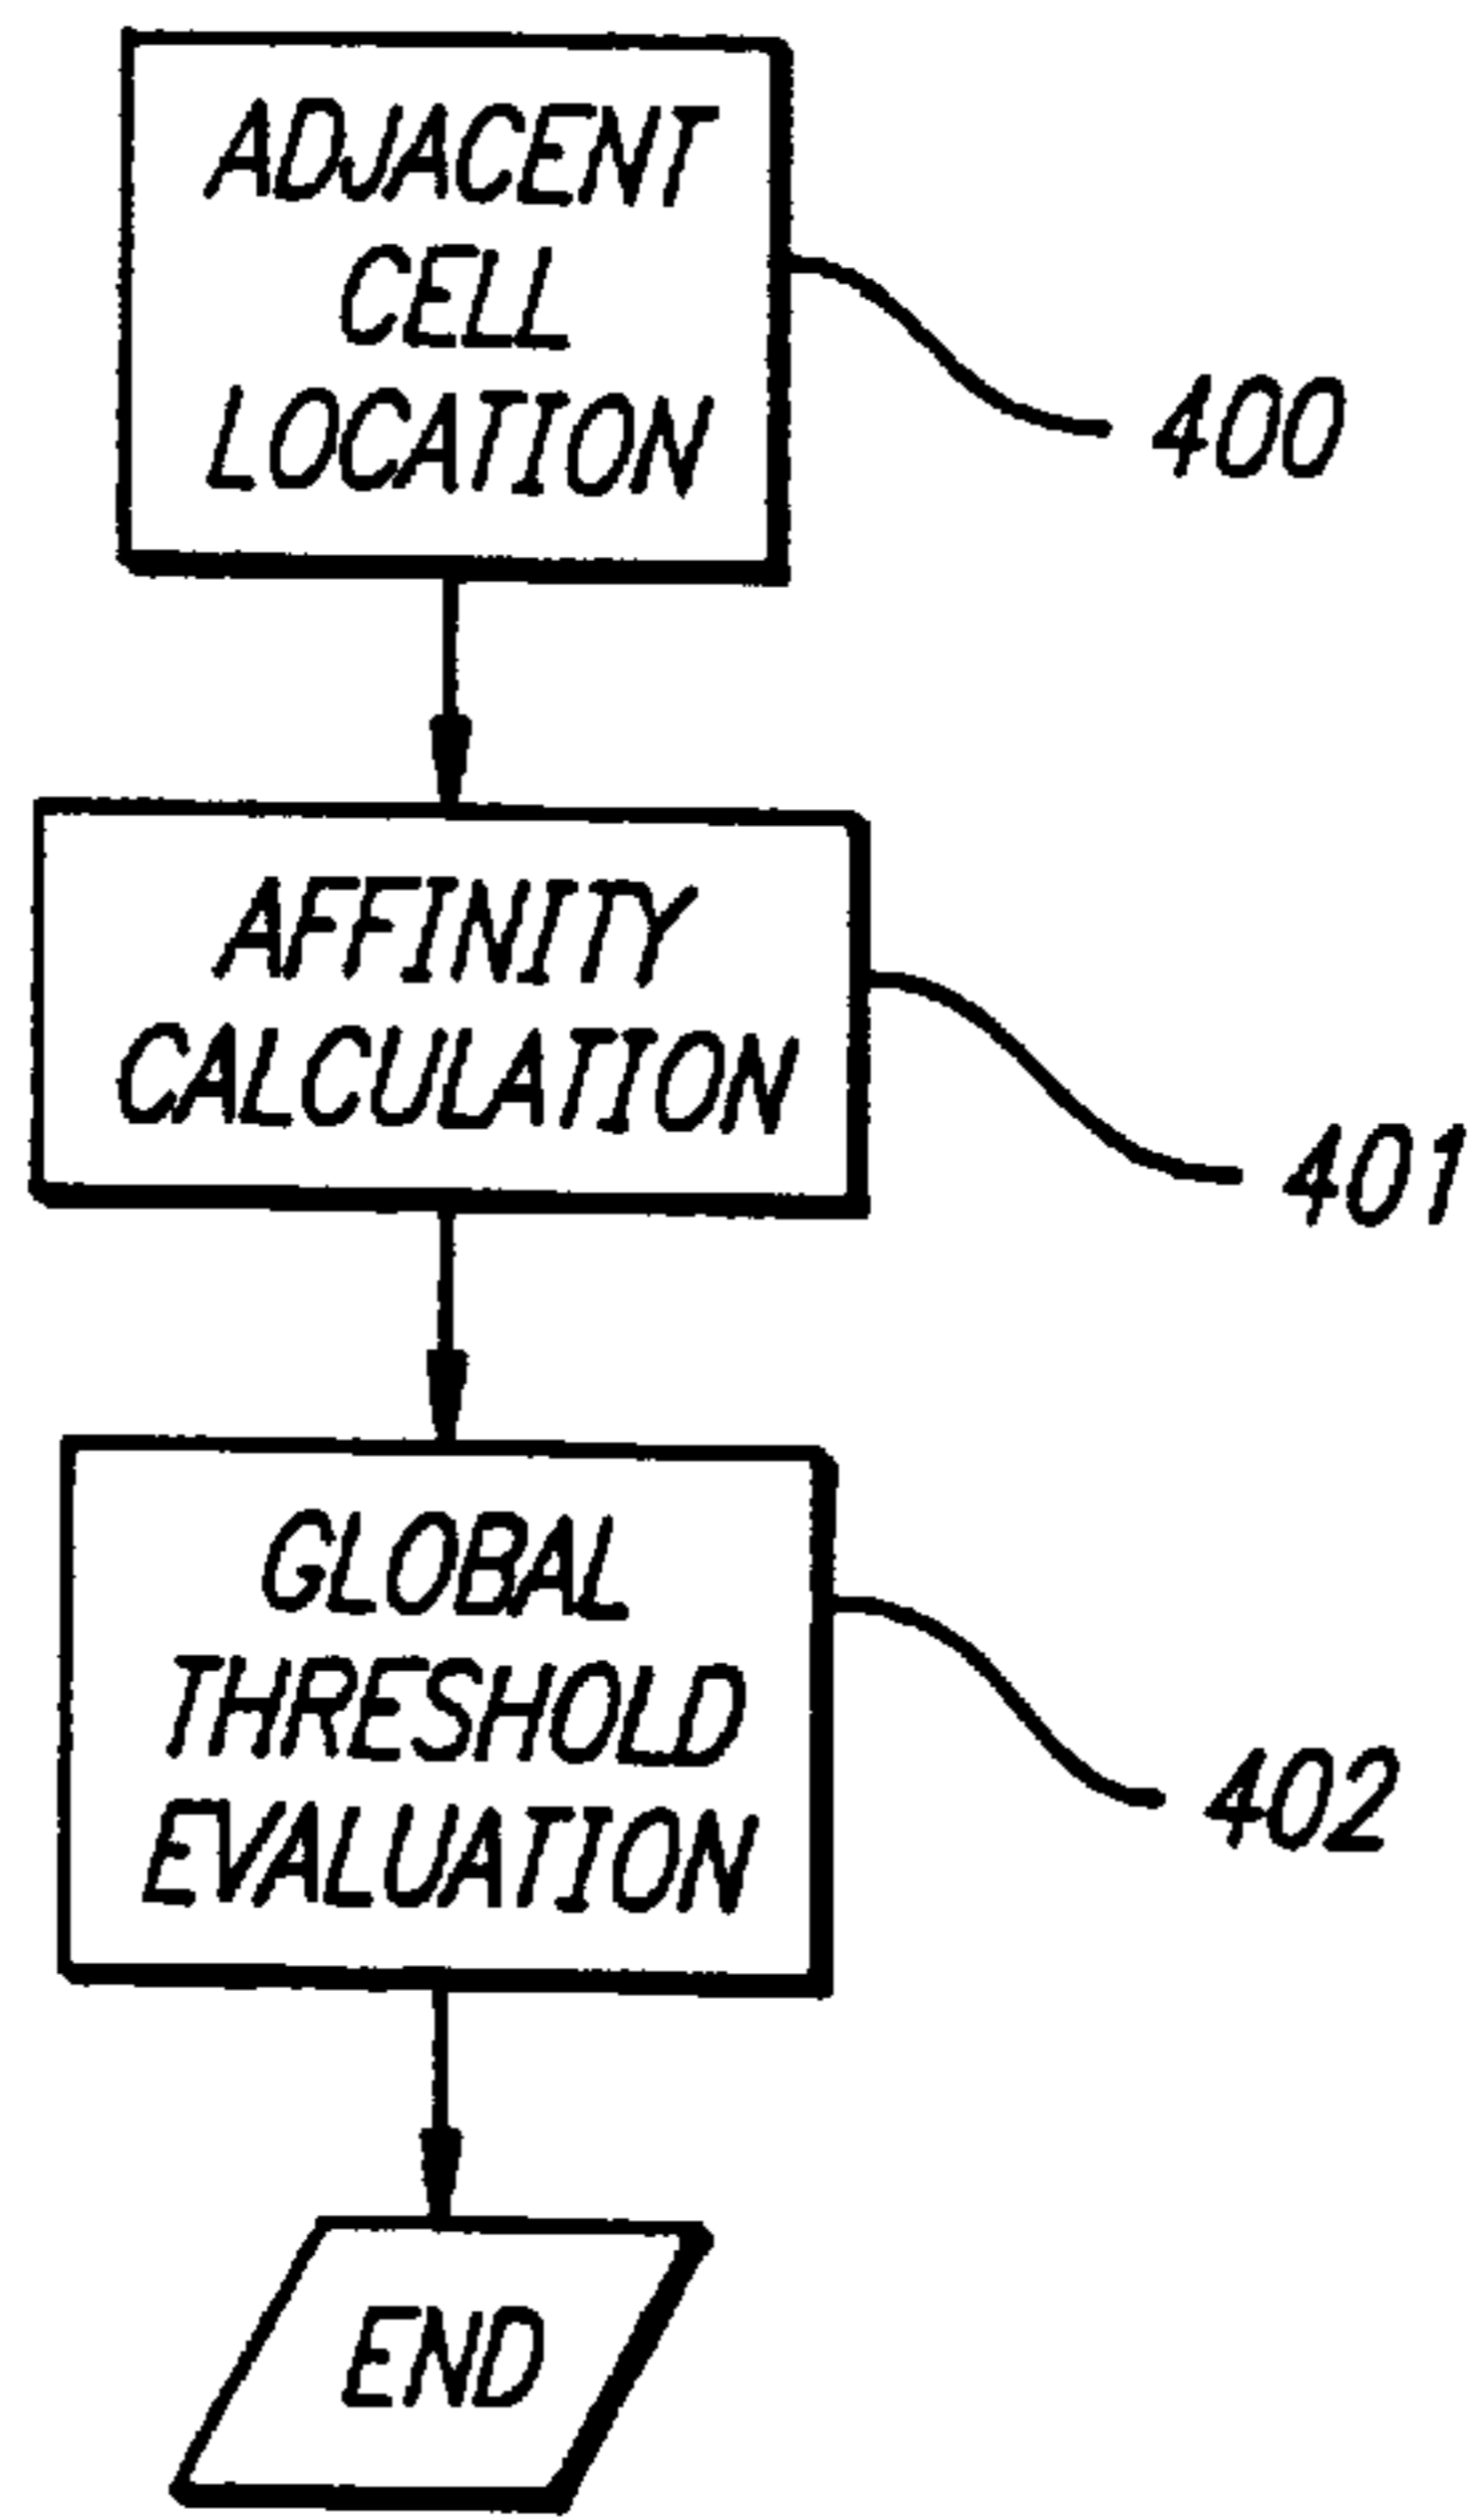 ADJACENT
CELL
LOCATION
400
AFFINITY
CALCULATION
401
GLOBAL
THRESHOLD
EVALUATION
402
END